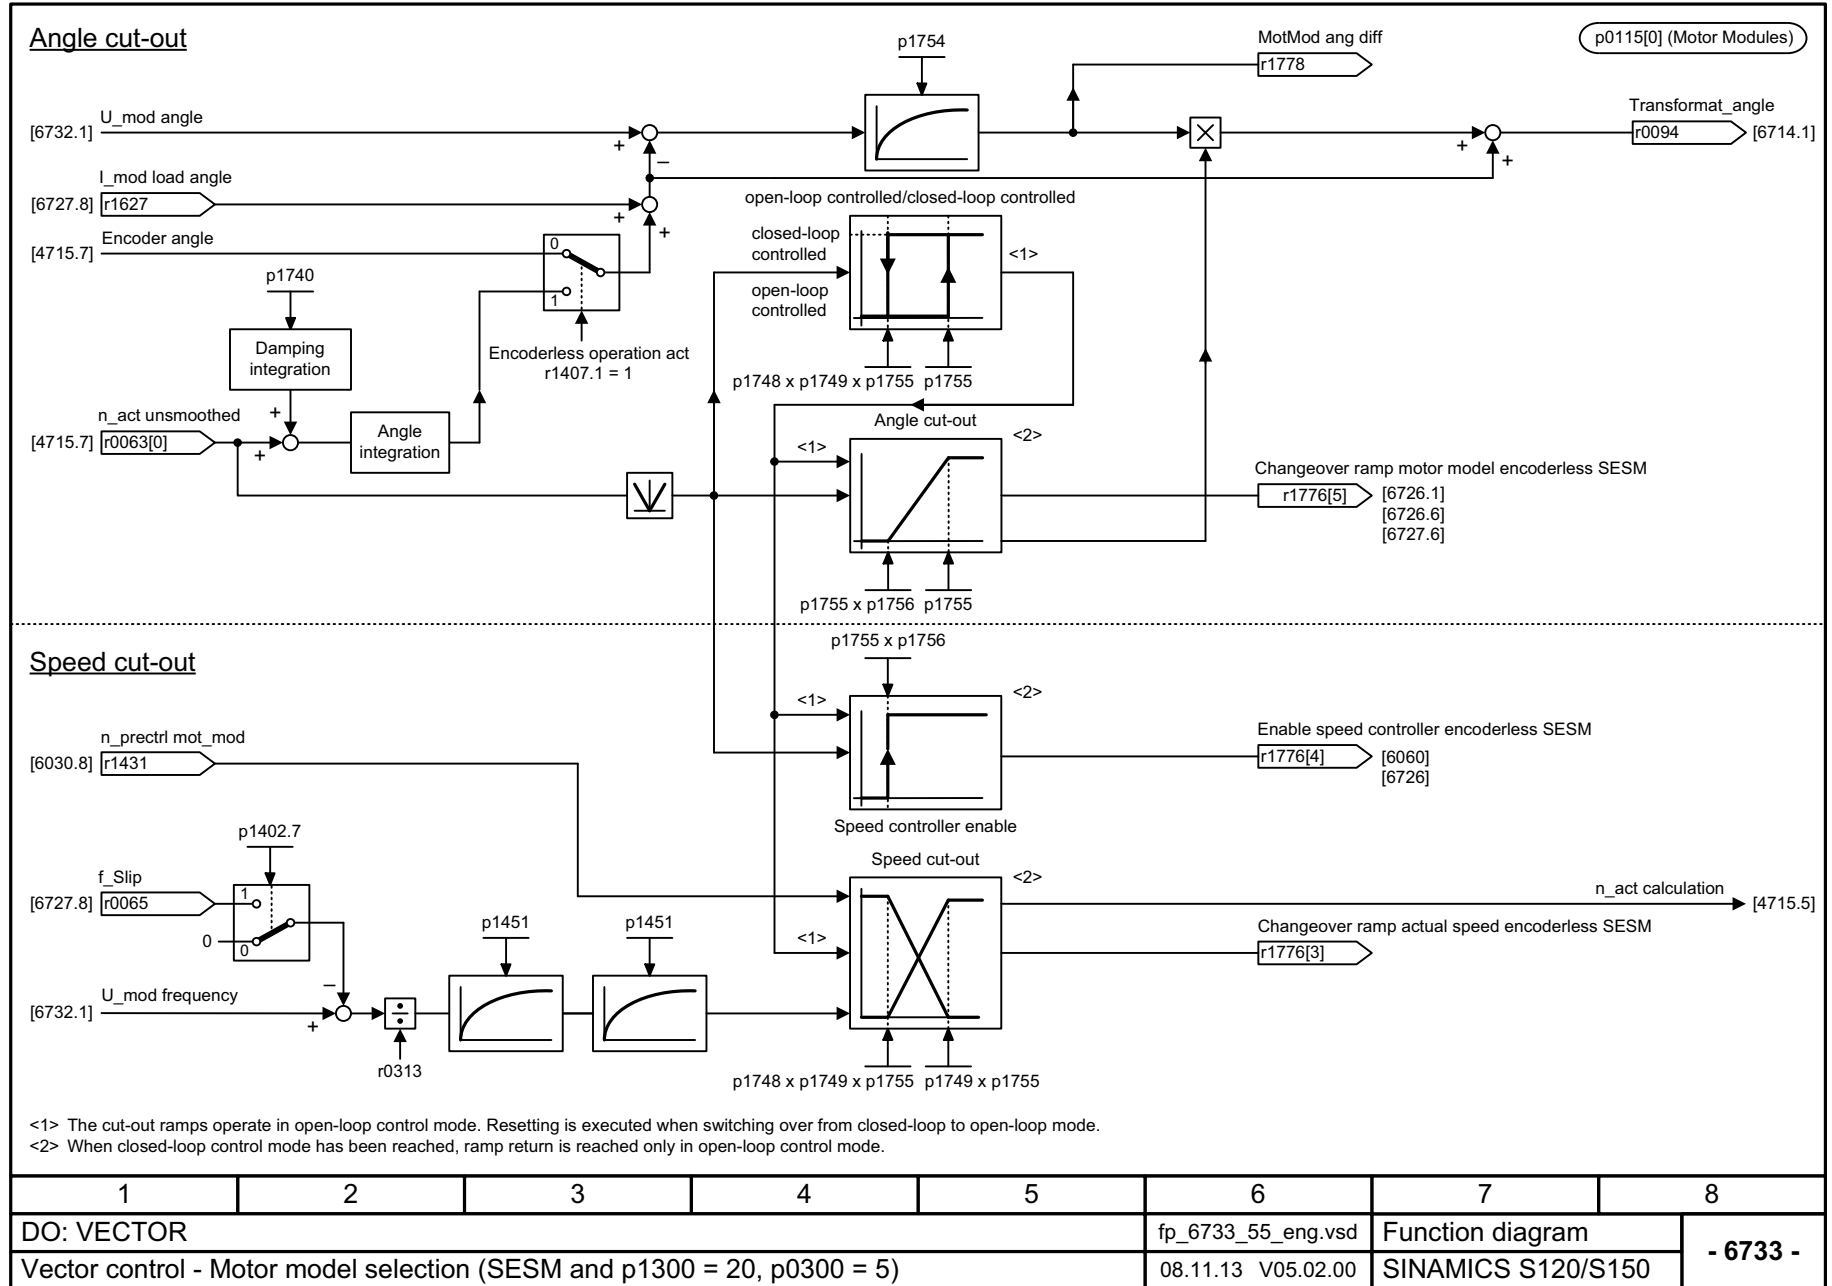 Angle cut-out
p1754
MotMod ang diff
r1778
p0115[0] (Motor Modules)
U_mod angle
[6732.1]
+
–
Transformat_angle
r0094
[6714.1]
+
+
I_mod load angle
[6727.8]
r1627
+
+
open-loop controlled/closed-loop controlled
closed-loop
controlled
open-loop
controlled
<1>
Encoder angle
[4715.7]
0
1
p1740
Damping
integration
Encoderless operation act
r1407.1 = 1
p1748 x p1749 x p1755
p1755
n_act unsmoothed
[4715.7]
r0063[0]
+
+
Angle
integration
Angle cut-out
<1>
<2>
Changeover ramp motor model encoderless SESM
r1776[5]
[6726.1]
[6726.6]
[6727.6]
p1755 x p1756
p1755
Speed cut-out
p1755 x p1756
<1>
<2>
n_prectrl mot_mod
[6030.8]
r1431
Enable speed controller encoderless SESM
r1776[4]
[6060]
[6726]
Speed controller enable
p1402.7
Speed cut-out
<2>
f_Slip
[6727.8]
r0065
1
0
0
n_act calculation
[4715.5]
p1451
p1451
<1>
Changeover ramp actual speed encoderless SESM
r1776[3]
U_mod frequency
[6732.1]
–
+
÷
r0313
p1748 x p1749 x p1755
p1749 x p1755
<1> The cut-out ramps operate in open-loop control mode. Resetting is executed when switching over from closed-loop to open-loop mode.
<2> When closed-loop control mode has been reached, ramp return is reached only in open-loop control mode.
1 2 3 4 5 6 7 8
DO: VECTOR
fp_6733_55_eng.vsd
Function diagram
- 6733 -
Vector control - Motor model selection (SESM and p1300 = 20, p0300 = 5)
08.11.13 V05.02.00
SINAMICS S120/S150